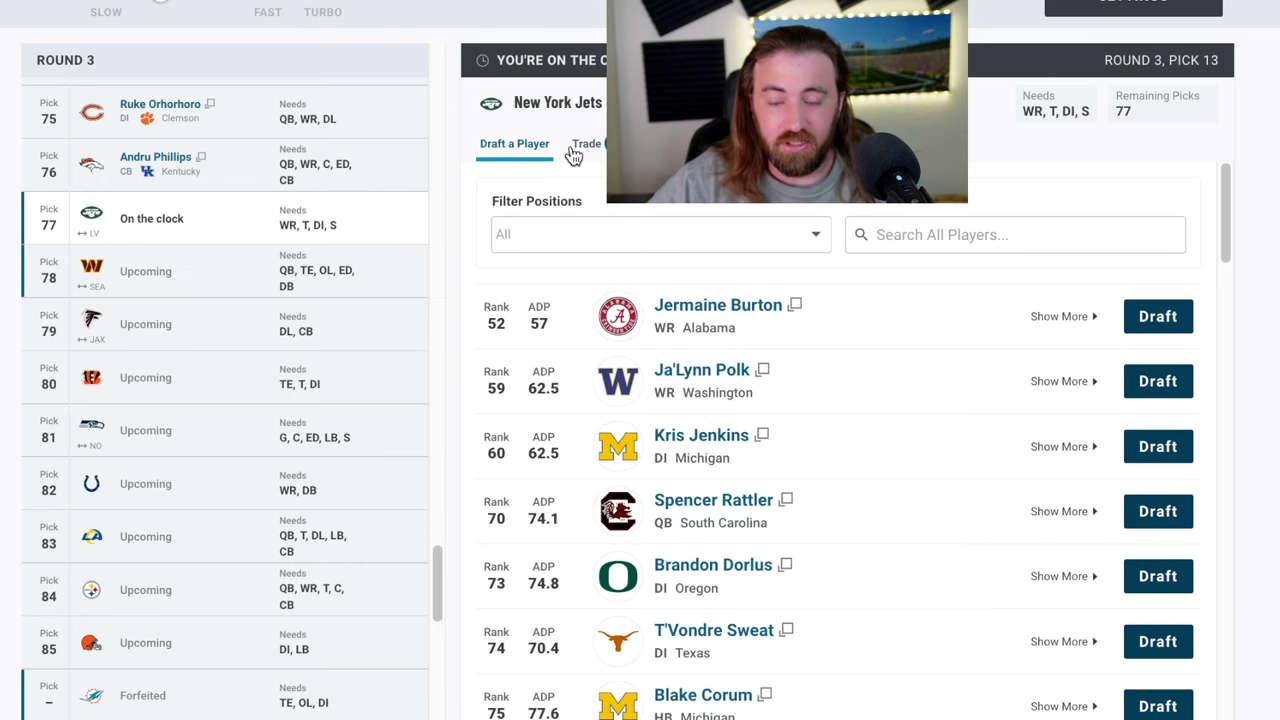 SLOW
FAST
TURBO
ROUND 3
Pick 75
Ruke Orhorhoro
DI Clemson
Needs
QB, WR, DL
Pick 76
Andru Phillips
CB Kentucky
Needs
QB, WR, C, ED,
CB
Pick 77
LV
On the clock
Needs
WR, T, DI, S
Pick 78
SEA
Upcoming
Needs
QB, TE, OL, ED,
DB
Pick 79
JAX
Upcoming
Needs
DL, CB
Pick 80
Upcoming
Needs
TE, T, DI
Pick 81
NO
Upcoming
Needs
G, C, ED, LB, S
Pick 82
Upcoming
Needs
WR, DB
Pick 83
Upcoming
Needs
QB, T, DL, LB,
CB
Pick 84
Upcoming
Needs
QB, WR, T, C,
CB
Pick 85
Upcoming
Needs
DI, LB
Pick –
Forfeited
Needs
TE, OL, DI
YOU'RE ON THE
ROUND 3, PICK 13
New York Jets
Needs
WR, T, DI, S
Remaining Picks
77
Draft a Player
Trade
Filter Positions
All
Search All Players...
Rank 52
ADP 57
Jermaine Burton
WR Alabama
Show More
Draft
Rank 59
ADP 62.5
Ja'Lynn Polk
W
WR Washington
Show More
Draft
Rank 60
ADP 62.5
Kris Jenkins
M
DI Michigan
Show More
Draft
Rank 70
ADP 74.1
Spencer Rattler
QB South Carolina
Show More
Draft
Rank 73
ADP 74.8
Brandon Dorlus
DI Oregon
Show More
Draft
Rank 74
ADP 70.4
T'Vondre Sweat
DI Texas
Show More
Draft
Rank 75
ADP 77.6
Blake Corum
M
HB Michigan
Show More
Draft